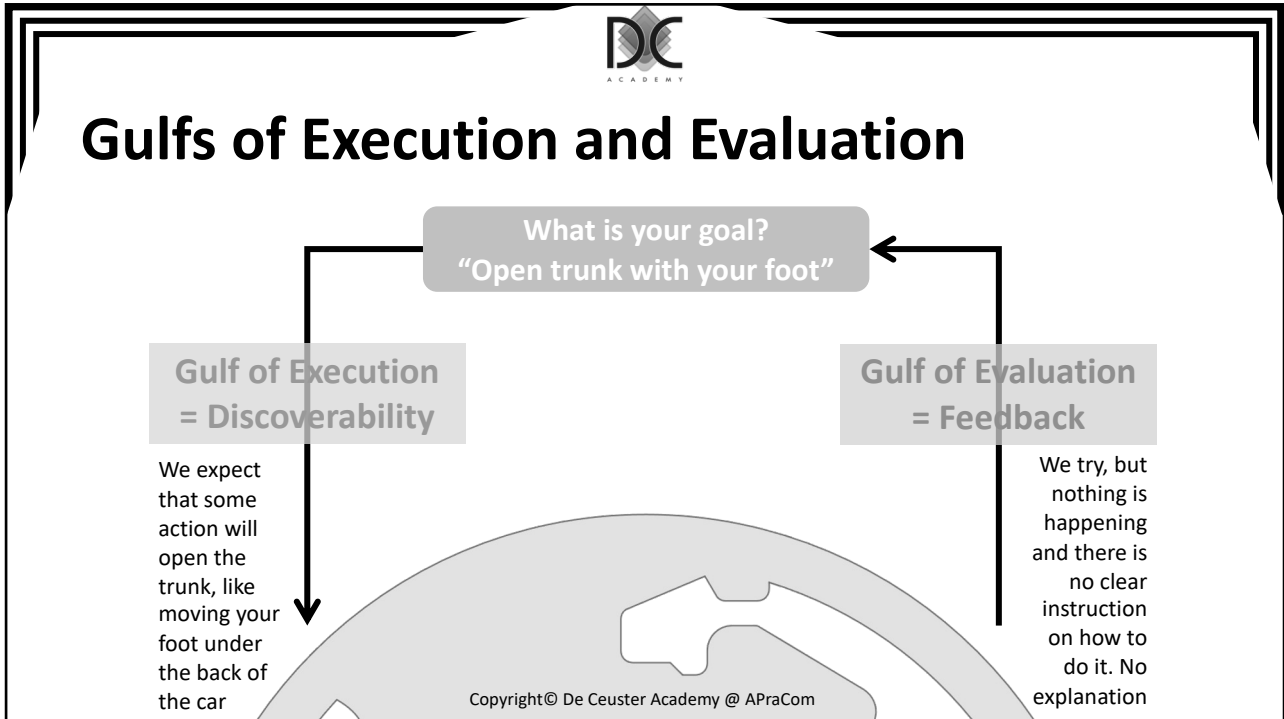 DC
ACADEMY
Gulfs of Execution and Evaluation
What is your goal?
“Open trunk with your foot”
Gulf of Execution
= Discoverability
We expect
that some
action will
open the
trunk, like
moving your
foot under
the back of
the car
Gulf of Evaluation
= Feedback
We try, but
nothing is
happening
and there is
no clear
instruction
on how to
do it. No
explanation
Copyright© De Ceuster Academy @ APraCom